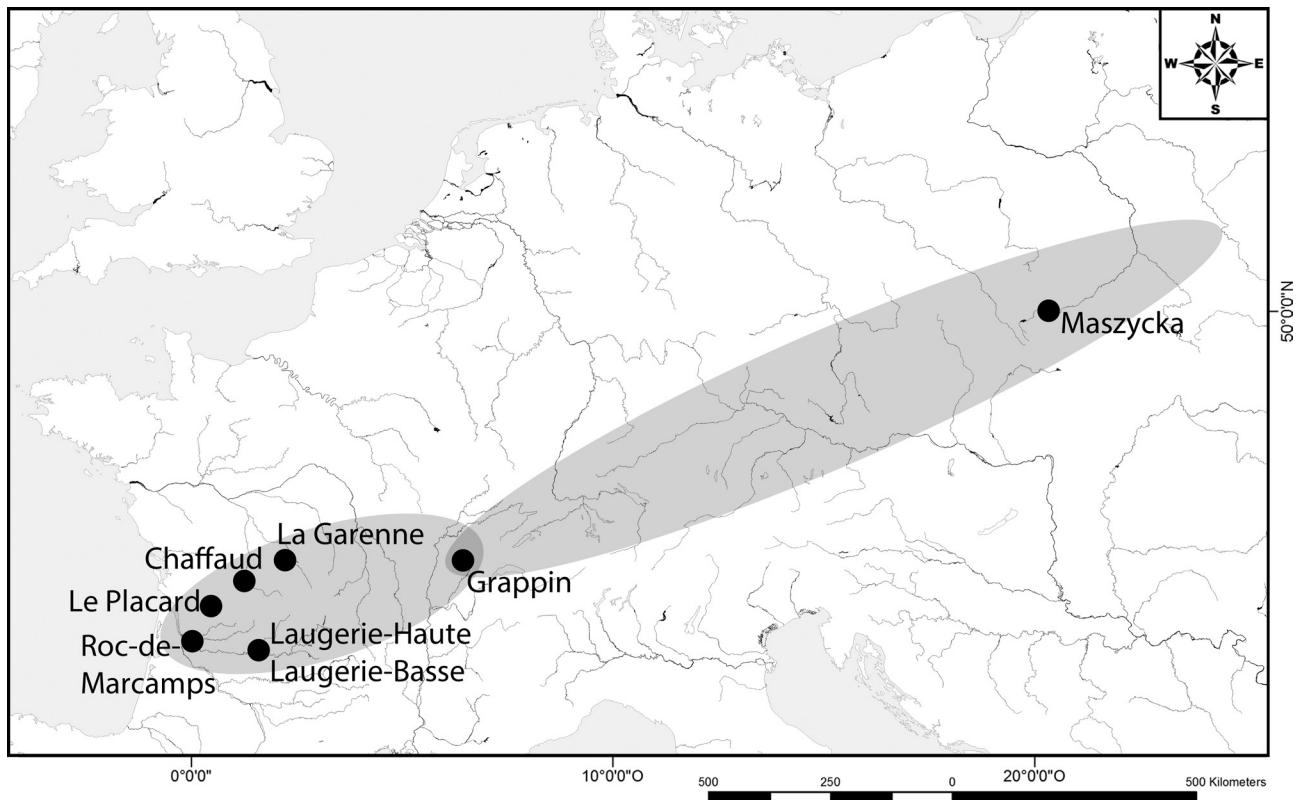 N
W E
S
50°0'0"N
Maszycka
La Garenne
Chaffaud
Grappin
Le Placard
Roc-de-
Marcamps
Laugerie-Haute
Laugerie-Basse
0°0'0"
10°0'0"O
20°0'0"O
500 250 0 500 Kilometers